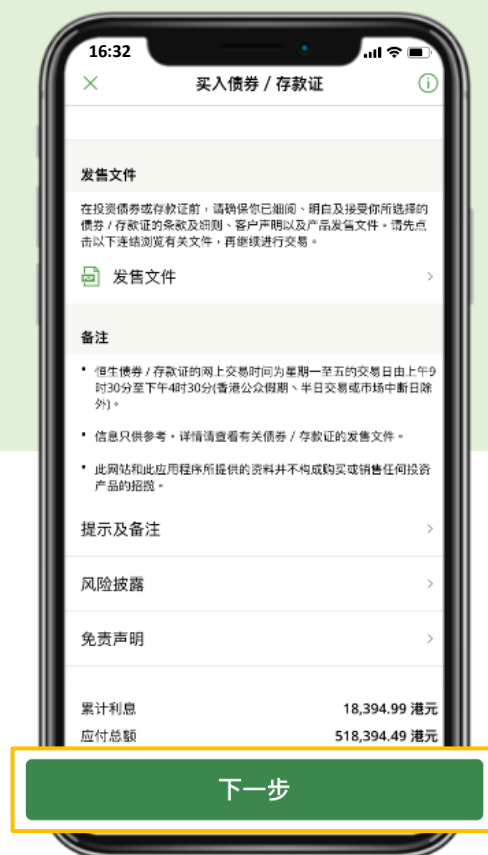 16:32
买入债券 / 存款证
发售文件
在投资债券或存款证前，请确保你已细阅、明白及接受你所选择的
债券 / 存款证的条款及细则、客户声明以及产品发售文件。请先点
击以下连结浏览有关文件，再继续进行交易。
发售文件
备注
• 恒生债券 / 存款证的网上交易时间为星期一至五的交易日由上午9
时30分至下午4时30分(香港公众假期、半日交易或市场中断日除
外)。
• 信息只供参考。详情请查看有关债券 / 存款证的发售文件。
• 此网站和此应用程序所提供的资料并不构成购买或销售任何投资
产品的招揽。
提示及备注
风险披露
免责声明
累计利息 18,394.99 港元
应付总额 518,394.49 港元
下一步